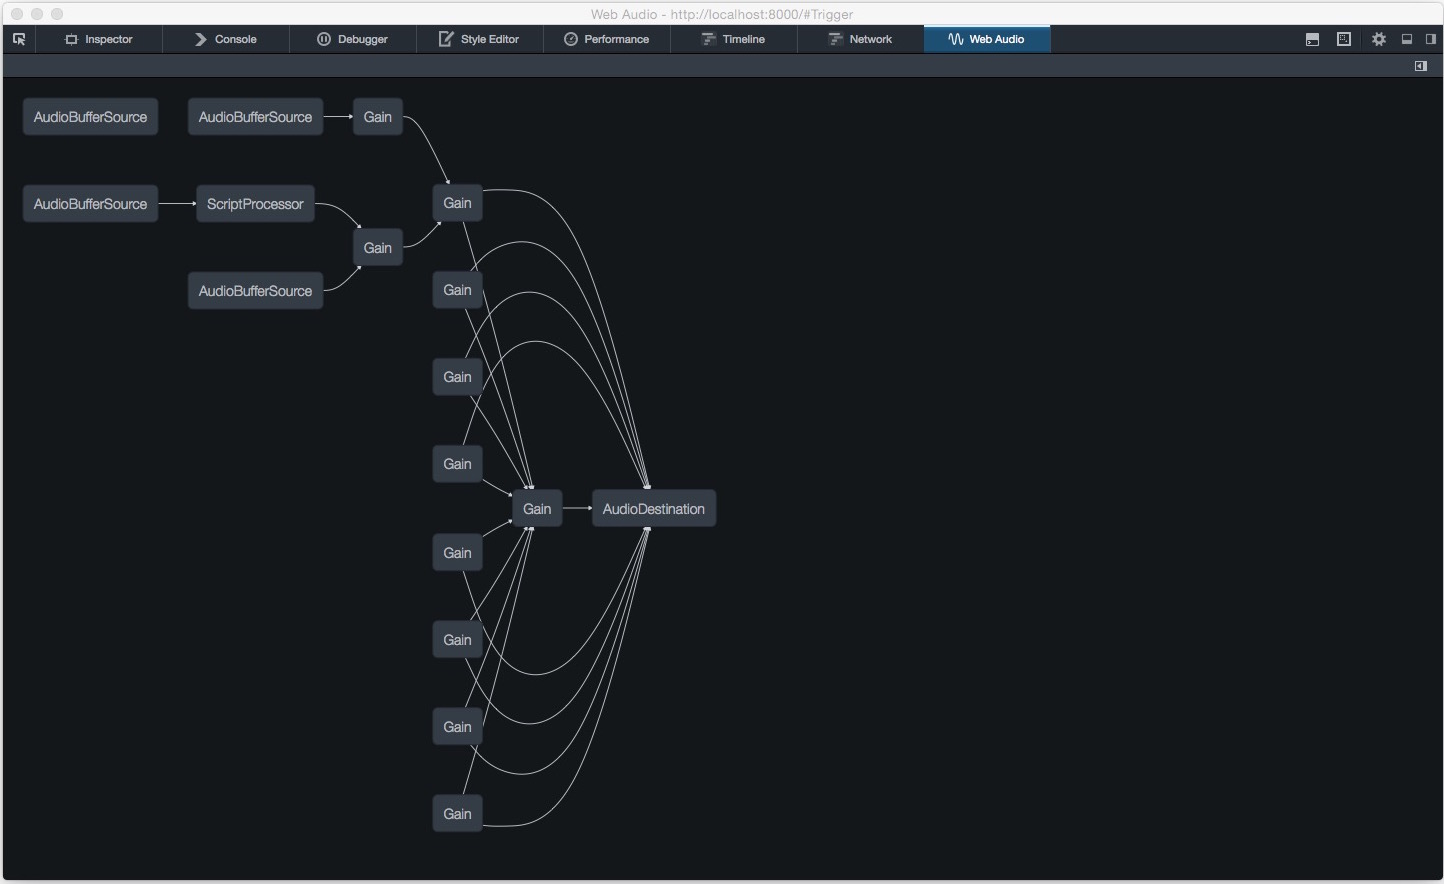 Web Audio - http://localhost:8000/#Trigger
Inspector
Console
Debugger
Style Editor
Performance
Timeline
Network
Web Audio
AudioBufferSource
AudioBufferSource
Gain
AudioBufferSource
ScriptProcessor
Gain
Gain
AudioBufferSource
Gain
Gain
Gain
Gain
AudioDestination
Gain
Gain
Gain
Gain